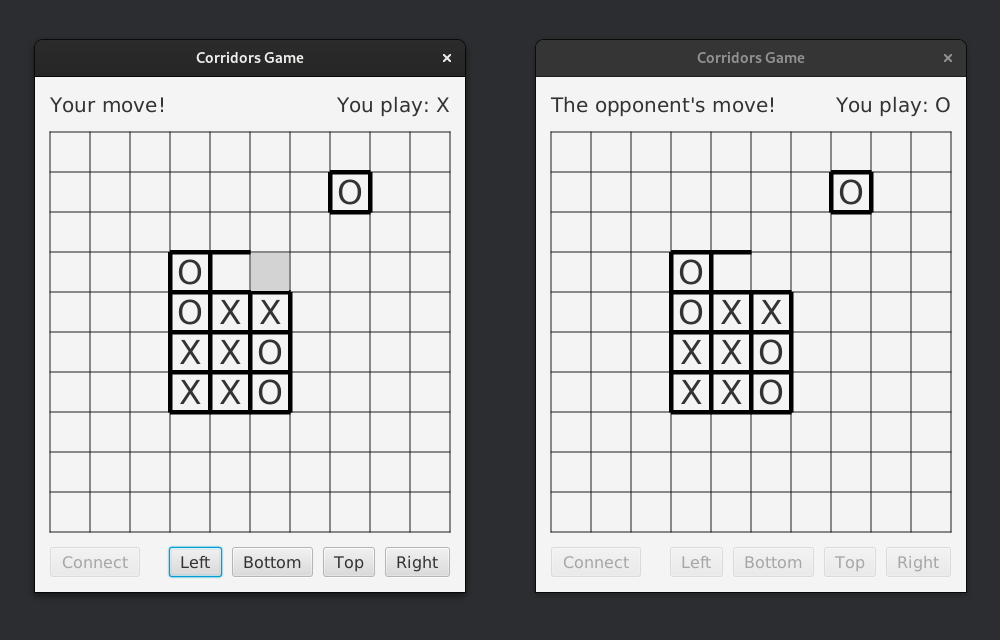 Corridors Game
Your move! You play: X
O
O
O X X
X X O
X X O
Connect Left Bottom Top Right
Corridors Game
The opponent's move! You play: O
O
O
O X X
X X O
X X O
Connect Left Bottom Top Right